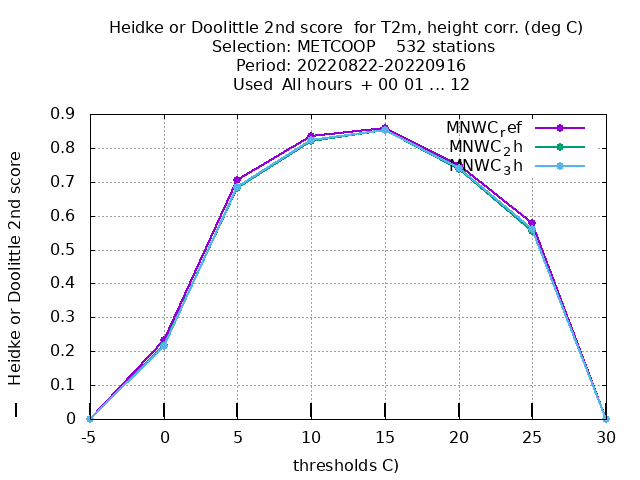 Heidke or Doolittle 2nd score  for T2m, height corr. (deg C)
Selection: METCOOP    532 stations
Period: 20220822-20220916
Used  All hours  + 00 01 ... 12
MNWC_ref
MNWC_2h
MNWC_3h
0.9
0.8
0.7
0.6
0.5
0.4
0.3
0.2
0.1
0
Heidke or Doolittle 2nd score
-5 0 5 10 15 20 25 30
thresholds C)